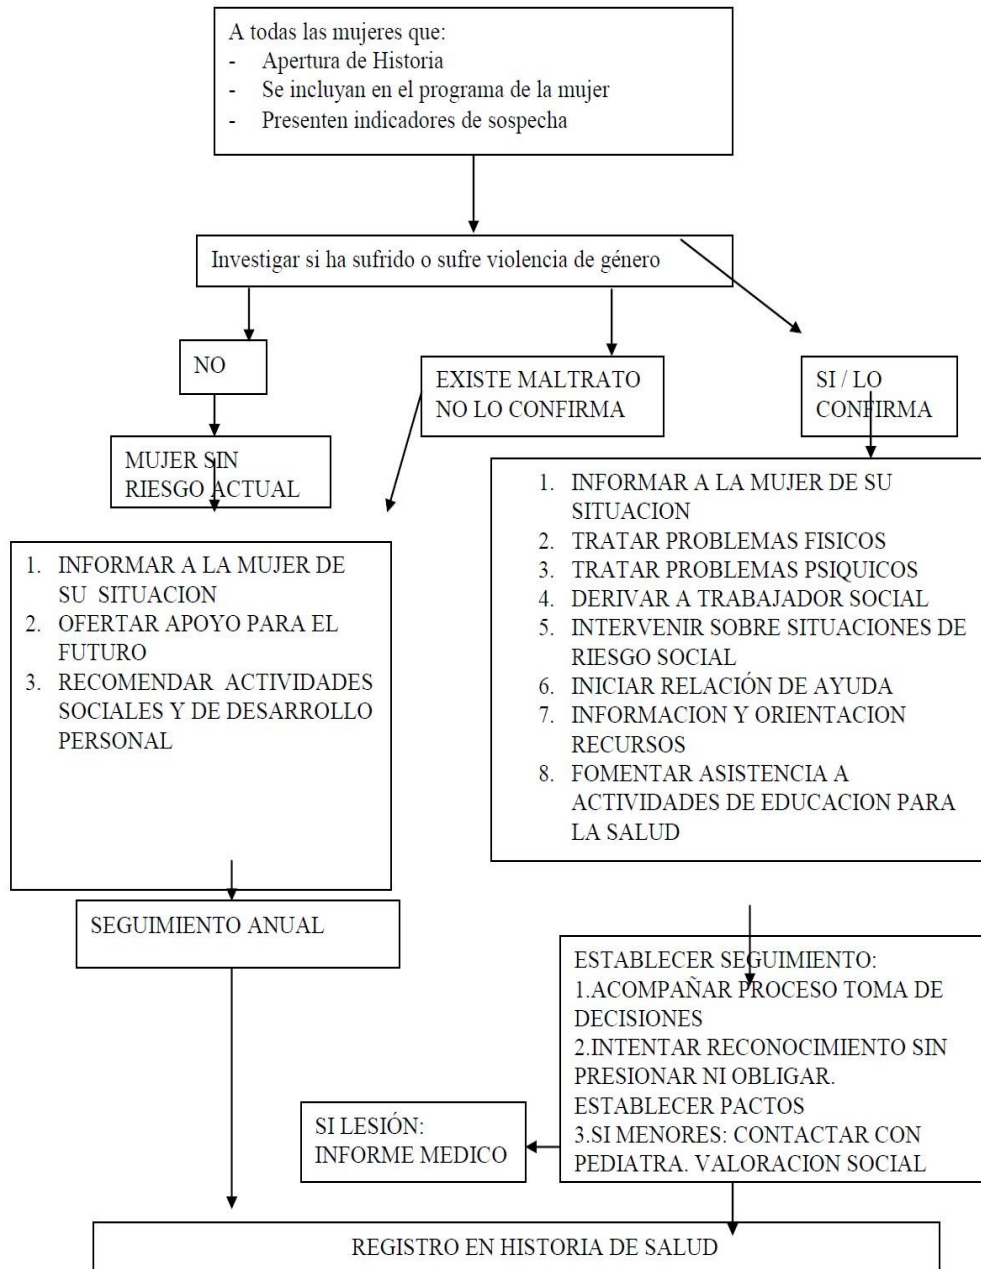 A todas las mujeres que:
- Apertura de Historia
- Se incluyan en el programa de la mujer
- Presenten indicadores de sospecha
Investigar si ha sufrido o sufre violencia de género
NO
EXISTE MALTRATO
NO LO CONFIRMA
SI / LO
CONFIRMA
MUJER SIN
RIESGO ACTUAL
1. INFORMAR A LA MUJER DE
SU SITUACION
2. OFERTAR APOYO PARA EL
FUTURO
3. RECOMENDAR ACTIVIDADES
SOCIALES Y DE DESARROLLO
PERSONAL
1. INFORMAR A LA MUJER DE SU
SITUACION
2. TRATAR PROBLEMAS FISICOS
3. TRATAR PROBLEMAS PSIQUICOS
4. DERIVAR A TRABAJADOR SOCIAL
5. INTERVENIR SOBRE SITUACIONES DE
RIESGO SOCIAL
6. INICIAR RELACIÓN DE AYUDA
7. INFORMACION Y ORIENTACION
RECURSOS
8. FOMENTAR ASISTENCIA A
ACTIVIDADES DE EDUCACION PARA
LA SALUD
SEGUIMIENTO ANUAL
ESTABLECER SEGUIMIENTO:
1.ACOMPAÑAR PROCESO TOMA DE
DECISIONES
2.INTENTAR RECONOCIMIENTO SIN
PRESIONAR NI OBLIGAR.
ESTABLECER PACTOS
3.SI MENORES: CONTACTAR CON
PEDIATRA. VALORACION SOCIAL
SI LESIÓN:
INFORME MEDICO
REGISTRO EN HISTORIA DE SALUD